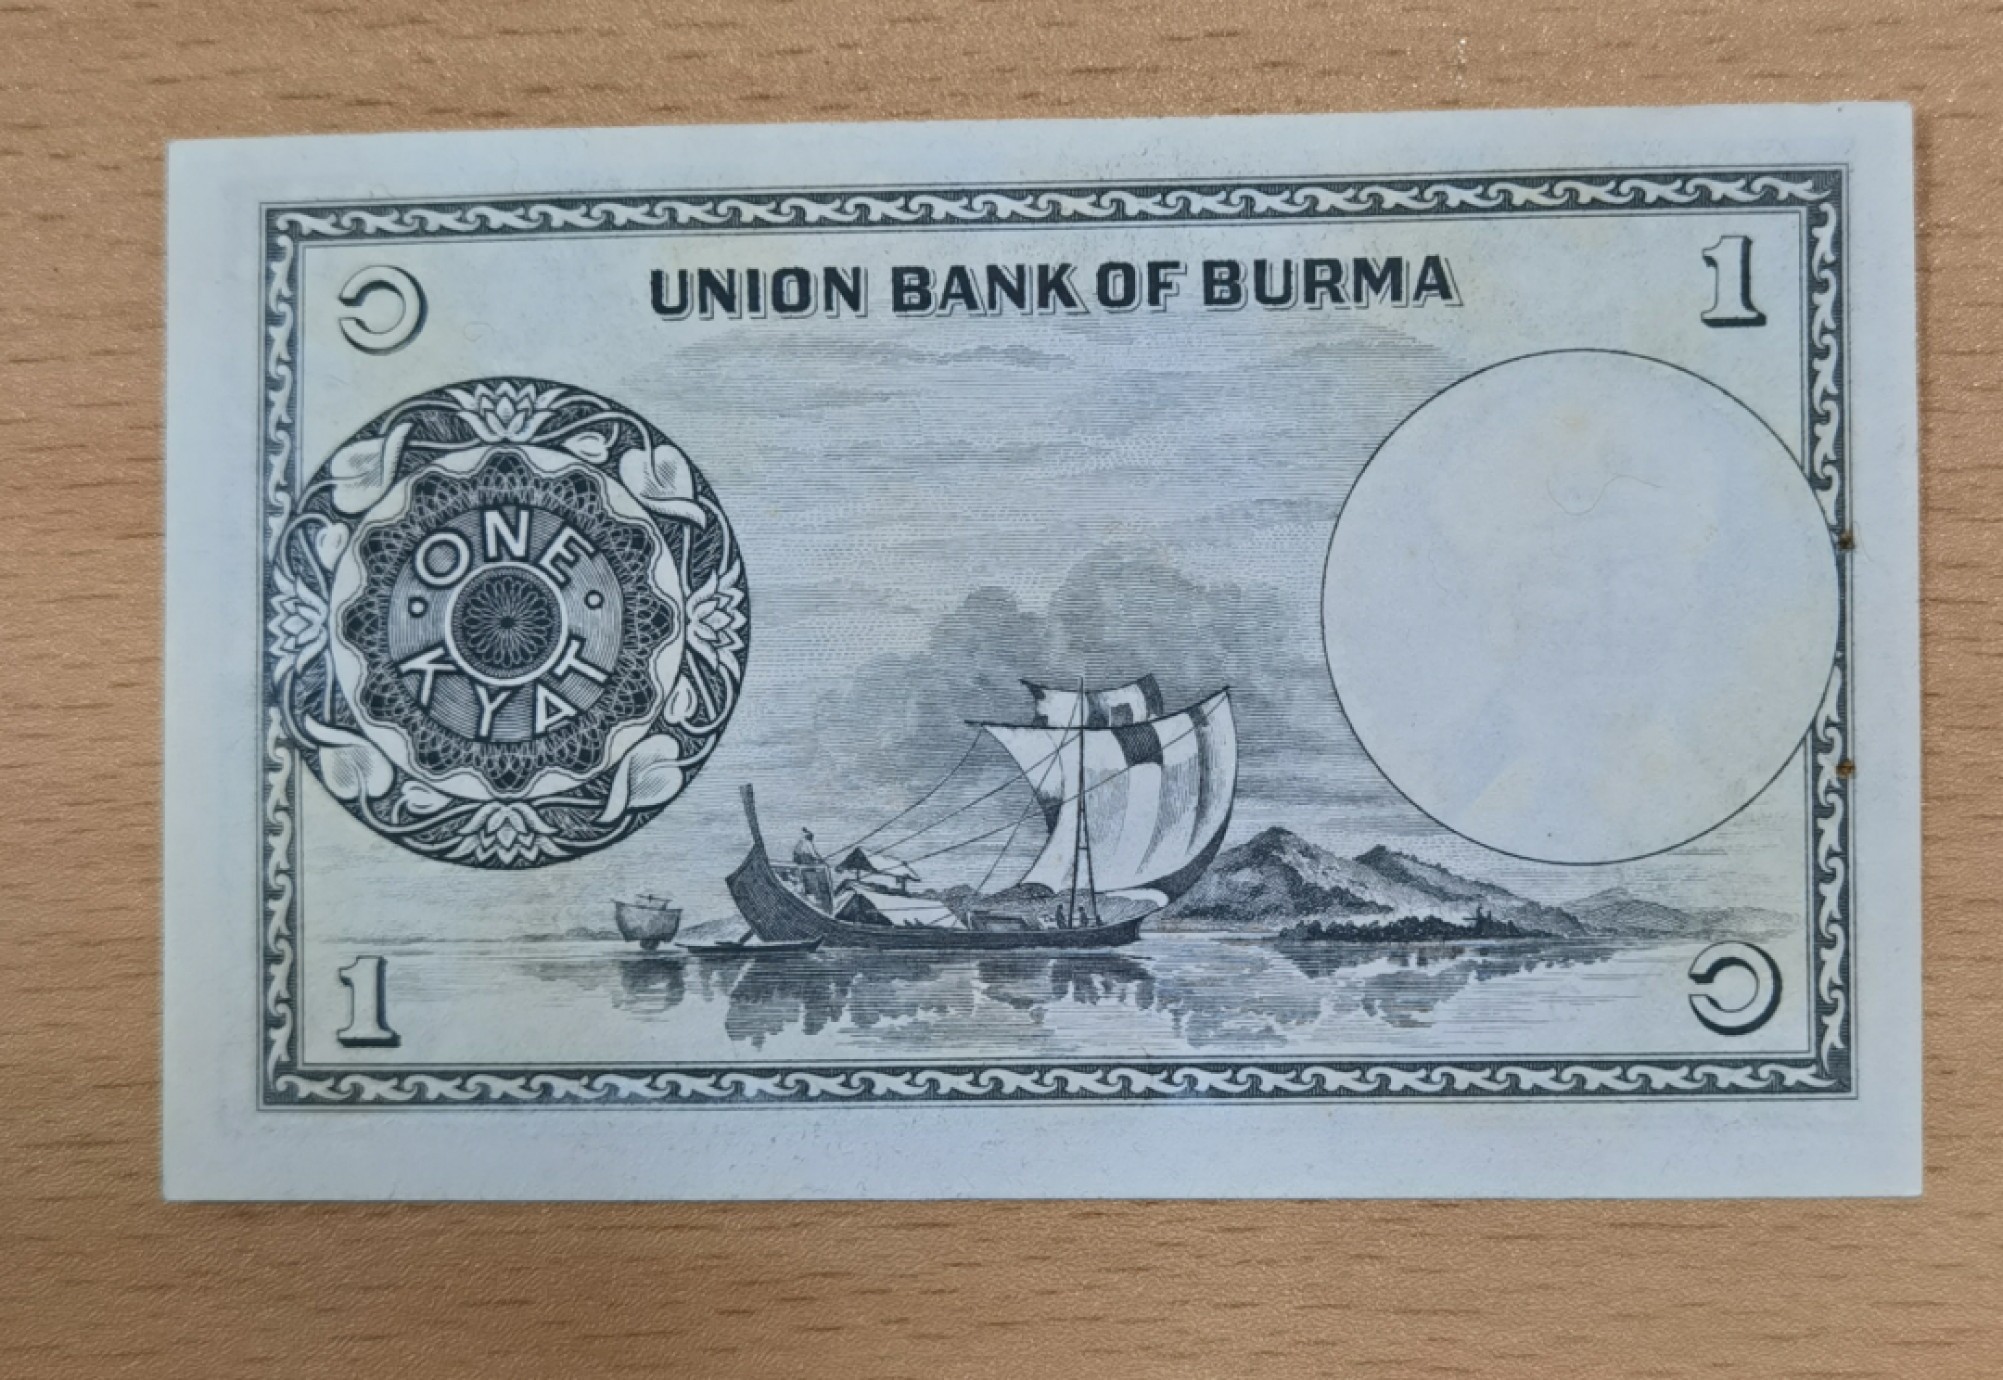 UNION BANK OF BURMA
၁
1
ONE
KYAT
1
၁